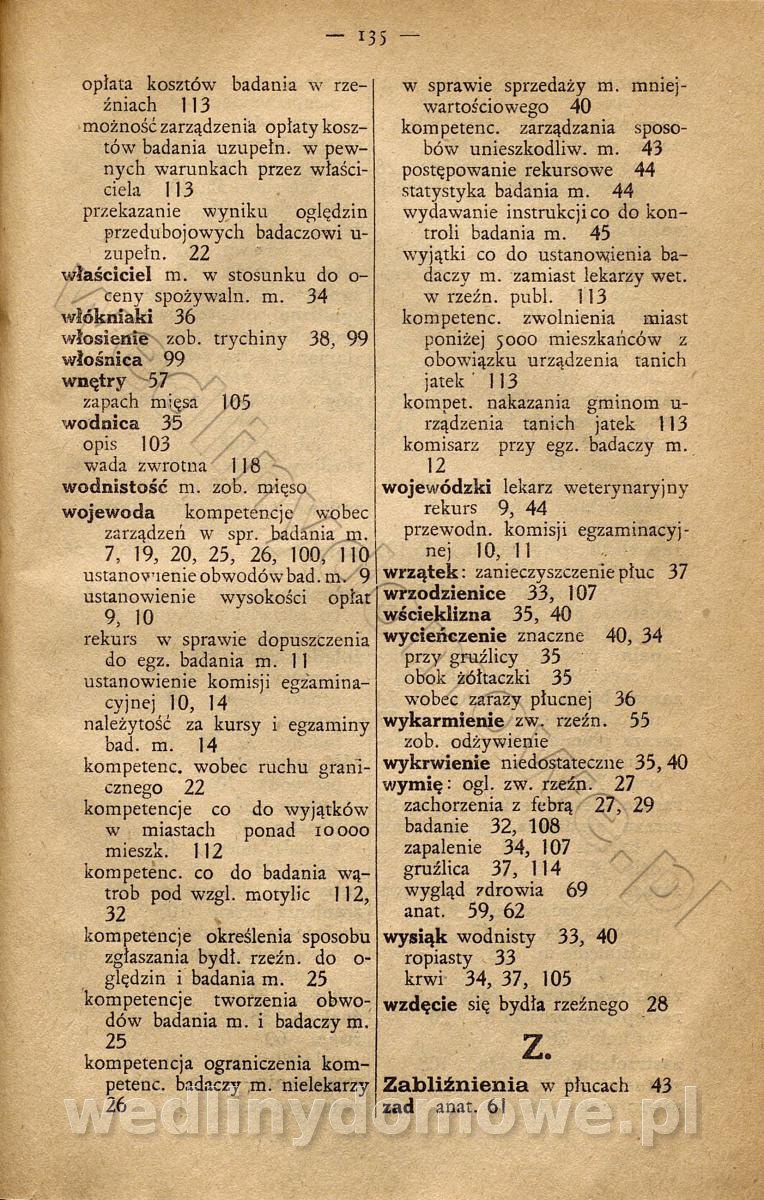 — 135 —
opłata kosztów badania w rze-
źniach 113
możność zarządzenia opłaty kosz-
tów badania uzupełn. w pew-
nych warunkach przez właści-
ciela 113
przekazanie wyniku oględzin
przedubojowych badaczowi u-
zupełn. 22
właściciel m. w stosunku do o-
ceny spożywaln. m. 34
włókniaki 36
włosienie zob. trychiny 38, 99
włośnica 99
wnętry 57
zapach mięsa 105
wodnica 35
opis 103
wada zwrotna 118
wodnistość m. zob. mięso
wojewoda kompetencje wobec
zarządzeń w spr. badania m.
7, 19, 20, 25, 26, 100, 110
ustanowienie obwodów bad. m. 9
ustanowienie wysokości opłat
9, 10
rekurs w sprawie dopuszczenia
do egz. badania m. 11
ustanowienie komisji egzamina-
cyjnej 10, 14
należytość za kursy i egzaminy
bad. m. 14
kompetenc. wobec ruchu grani-
cznego 22
kompetencje co do wyjątków
w miastach ponad 10000
mieszk. 112
kompetenc. co do badania wą-
trob pod wzgl. motylic 112,
32
kompetencje określenia sposobu
zgłaszania bydł. rzeźn. do o-
ględzin i badania m. 25
kompetencje tworzenia obwo-
dów badania m. i badaczy m.
25
kompetencja ograniczenia kom-
petenc. badaczy m. nielekarzy
26
w sprawie sprzedaży m. mniej-
wartościowego 40
kompetenc. zarządzania sposo-
bów unieszkodliw. m. 43
postępowanie rekursowe 44
statystyka badania m. 44
wydawanie instrukcji co do kon-
troli badania m. 45
wyjątki co do ustanowienia ba-
daczy m. zamiast lekarzy wet.
w rzeźn. publ. 113
kompetenc. zwolnienia miast
poniżej 5000 mieszkańców z
obowiązku urządzenia tanich
jatek 113
kompet. nakazania gminom u-
rządzenia tanich jatek 113
komisarz przy egz. badaczy m.
12
wojewódzki lekarz weterynaryjny
rekurs 9, 44
przewodn. komisji egzaminacyj-
nej 10, 11
wrzątek: zanieczyszczenie płuc 37
wrzodzienice 33, 107
wścieklizna 35, 40
wycieńczenie znaczne 40, 34
przy gruźlicy 35
obok żółtaczki 35
wobec zarazy płucnej 36
wykarmienie zw. rzeźn. 55
zob. odżywienie
wykrwienie niedostateczne 35, 40
wymię: ogl. zw. rzeźn. 27
zachorzenia z febrą 27, 29
badanie 32, 108
zapalenie 34, 107
gruźlica 37, 114
wygląd zdrowia 69
anat. 59, 62
wysiąk wodnisty 33, 40
ropiasty 33
krwi 34, 37, 105
wzdęcie się bydła rzeźnego 28
Z.
Zabliźnienia w płucach 43
zad anat. 61
wedlinydomowe.pl